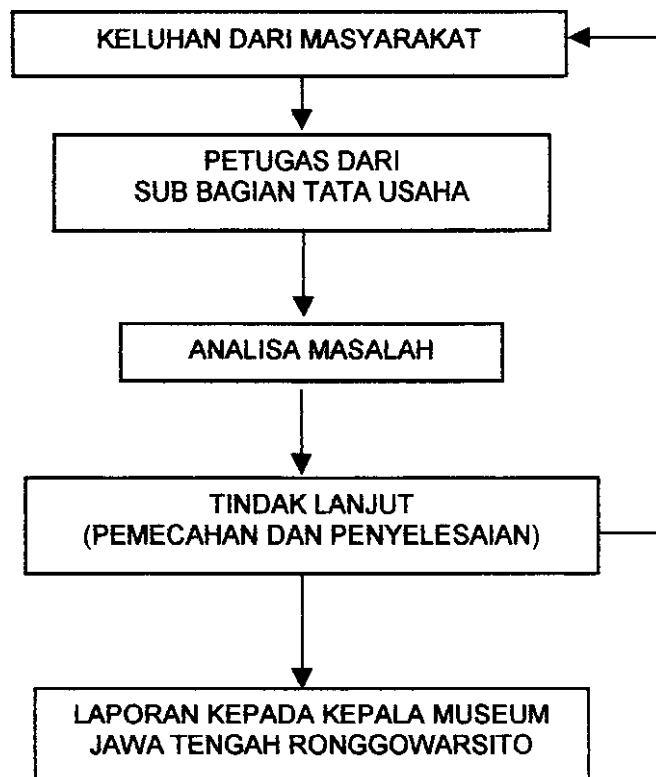 KELUHAN DARI MASYARAKAT
PETUGAS DARI
SUB BAGIAN TATA USAHA
ANALISA MASALAH
TINDAK LANJUT
(PEMECAHAN DAN PENYELESAIAN)
LAPORAN KEPADA KEPALA MUSEUM
JAWA TENGAH RONGGOWARSITO